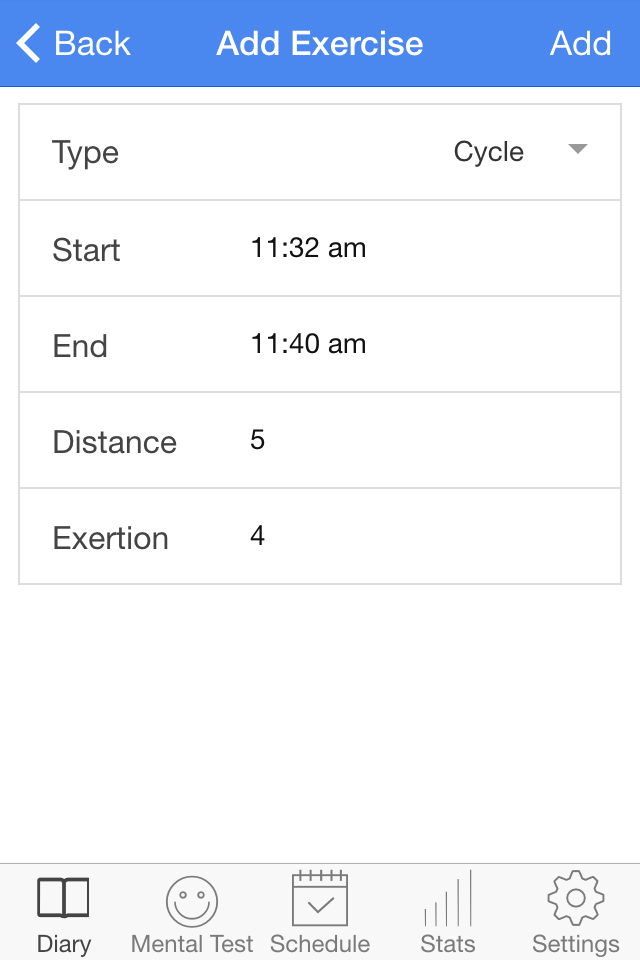 Back Add Exercise Add
Type Cycle
Start 11:32 am
End 11:40 am
Distance 5
Exertion 4
Diary Mental Test Schedule Stats Settings